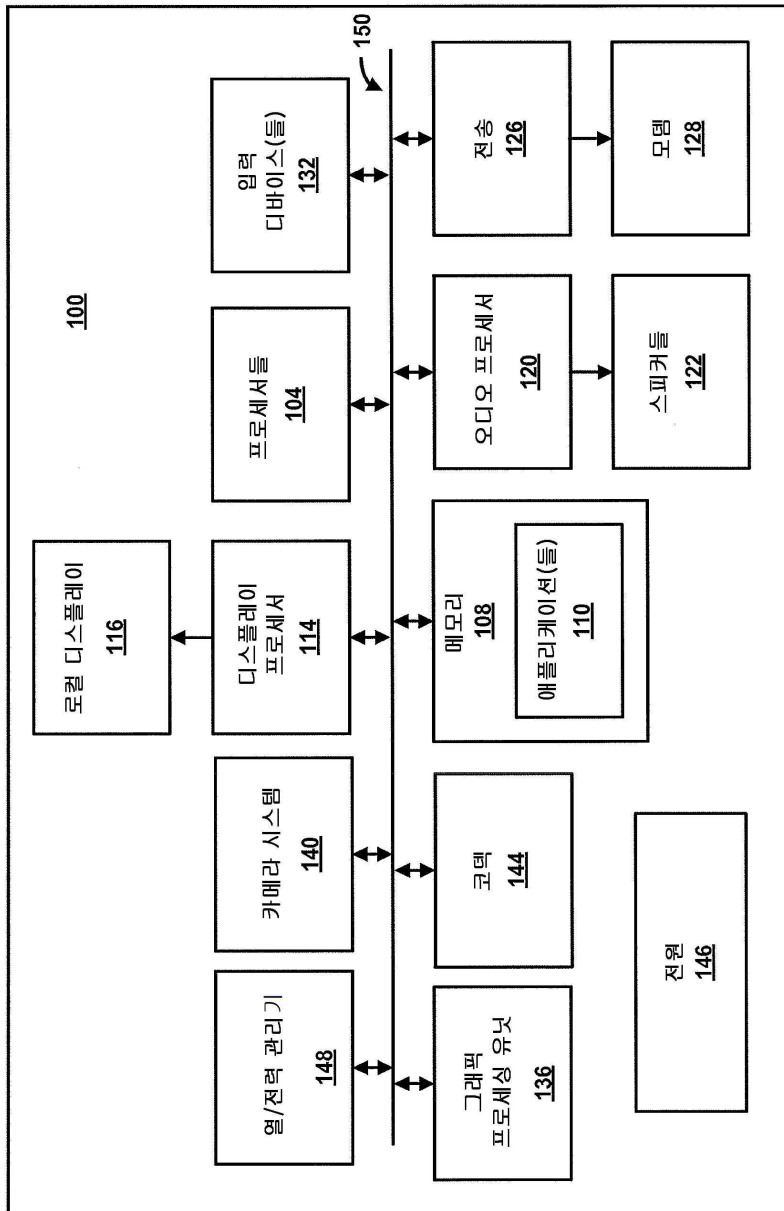 100
로컬 디스플레이
116
열/전력 관리기
148
카메라 시스템
140
디스플레이
프로세서
114
프로세서들
104
입력
디바이스(들)
132
150
그래픽
프로세싱 유닛
136
코덱
144
메모리
108
애플리케이션(들)
110
오디오 프로세서
120
전송
126
전원
146
스피커들
122
모뎀
128